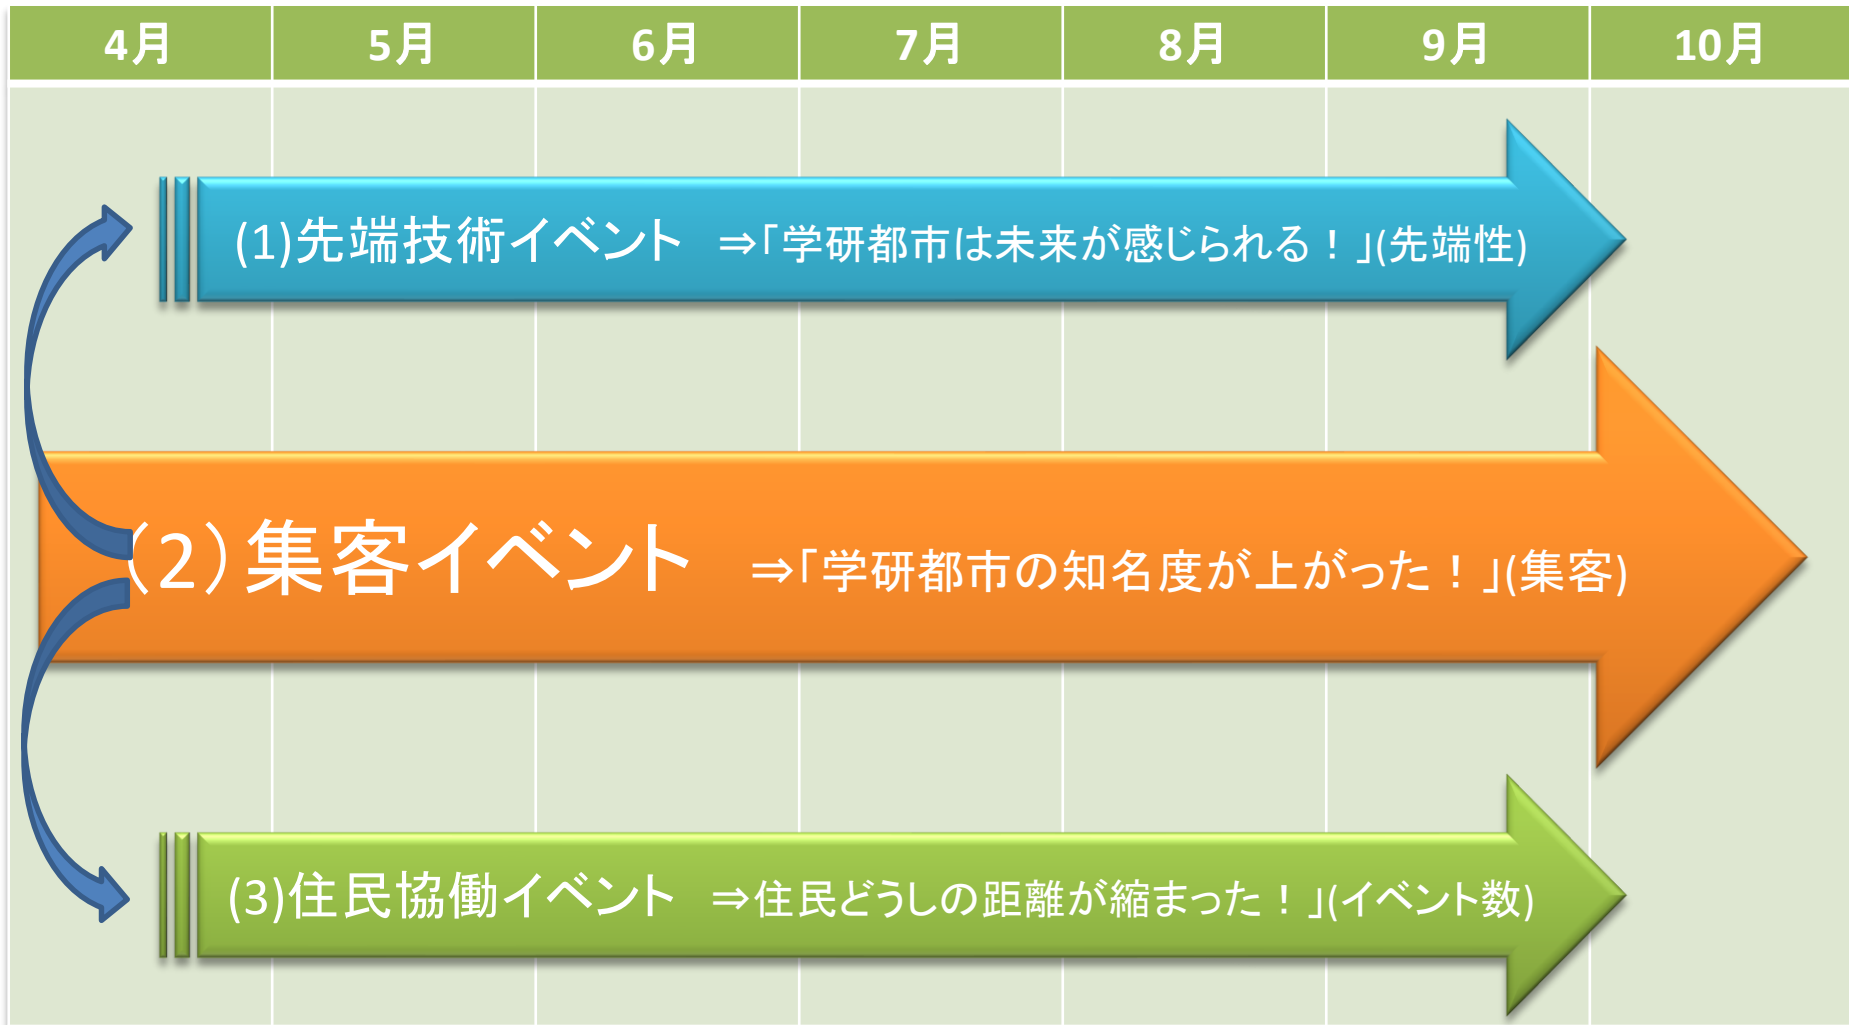 4月 5月 6月 7月 8月 9月 10月
(1)先端技術イベント ⇒「学研都市は未来が感じられる！」(先端性)
（2）集客イベント ⇒「学研都市の知名度が上がった！」(集客)
(3)住民協働イベント ⇒住民どうしの距離が縮まった！」(イベント数)